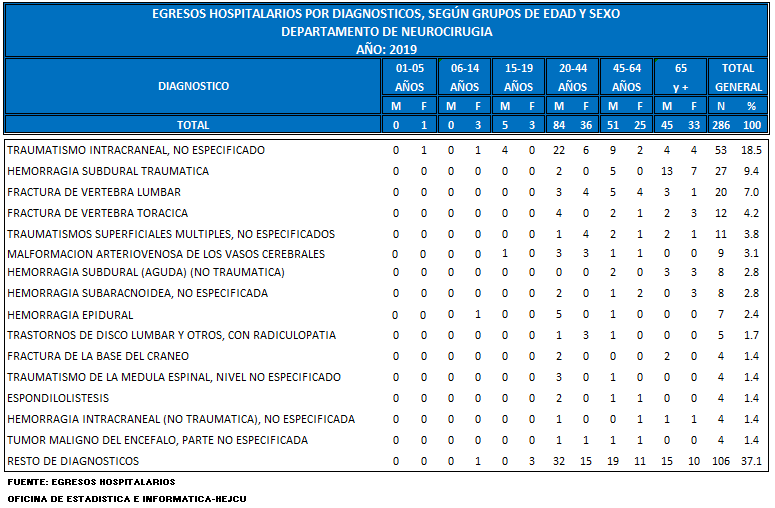 EGRESOS HOSPITALARIOS POR DIAGNOSTICOS, SEGÚN GRUPOS DE EDAD Y SEXO
DEPARTAMENTO DE NEUROCIRUGIA
AÑO: 2019
DIAGNOSTICO 01-05 AÑOS 06-14 AÑOS 15-19 AÑOS 20-44 AÑOS 45-64 AÑOS 65 y + TOTAL GENERAL
M F M F M F M F M F M F N %
TOTAL 0 1 0 3 5 3 84 36 51 25 45 33 286 100
TRAUMATISMO INTRACRANEAL, NO ESPECIFICADO 0 1 0 1 4 0 22 6 9 2 4 4 53 18.5
HEMORRAGIA SUBDURAL TRAUMATICA 0 0 0 0 0 0 2 0 5 0 13 7 27 9.4
FRACTURA DE VERTEBRA LUMBAR 0 0 0 0 0 0 3 4 5 4 3 1 20 7.0
FRACTURA DE VERTEBRA TORACICA 0 0 0 0 0 0 4 0 2 1 2 3 12 4.2
TRAUMATISMOS SUPERFICIALES MULTIPLES, NO ESPECIFICADOS 0 0 0 0 0 0 1 4 2 1 2 1 11 3.8
MALFORMACION ARTERIOVENOSA DE LOS VASOS CEREBRALES 0 0 0 0 1 0 3 3 1 1 0 0 9 3.1
HEMORRAGIA SUBDURAL (AGUDA) (NO TRAUMATICA) 0 0 0 0 0 0 0 0 2 0 3 3 8 2.8
HEMORRAGIA SUBARACNOIDEA, NO ESPECIFICADA 0 0 0 0 0 0 2 0 1 2 0 3 8 2.8
HEMORRAGIA EPIDURAL 0 0 0 1 0 0 5 0 1 0 0 0 7 2.4
TRASTORNOS DE DISCO LUMBAR Y OTROS, CON RADICULOPATIA 0 0 0 0 0 0 1 3 1 0 0 0 5 1.7
FRACTURA DE LA BASE DEL CRANEO 0 0 0 0 0 0 2 0 0 0 2 0 4 1.4
TRAUMATISMO DE LA MEDULA ESPINAL, NIVEL NO ESPECIFICADO 0 0 0 0 0 0 3 0 1 0 0 0 4 1.4
ESPONDILOLISTESIS 0 0 0 0 0 0 2 0 1 1 0 0 4 1.4
HEMORRAGIA INTRACRANEAL (NO TRAUMATICA), NO ESPECIFICADA 0 0 0 0 0 0 1 0 0 1 1 1 4 1.4
TUMOR MALIGNO DEL ENCEFALO, PARTE NO ESPECIFICADA 0 0 0 0 0 0 1 1 1 1 0 0 4 1.4
RESTO DE DIAGNOSTICOS 0 0 0 1 0 3 32 15 19 11 15 10 106 37.1
FUENTE: EGRESOS HOSPITALARIOS
OFICINA DE ESTADISTICA E INFORMATICA-HEJCU